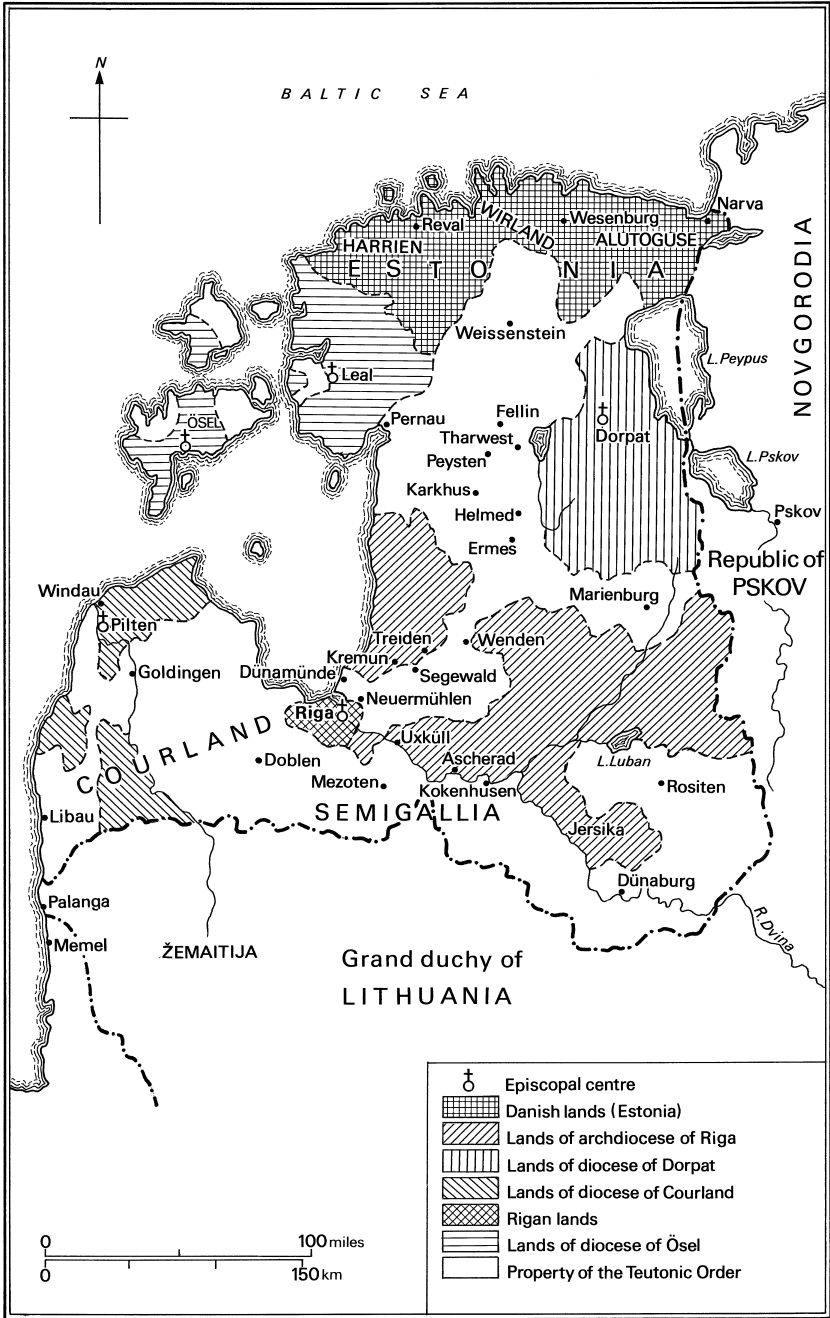 N
BALTIC SEA
Narva
Reval
WIRLAND
Wesenburg
HARRIEN
ALUTOGUSE
ESTONIA
NOVGORODIA
Weissenstein
L.Peypus
Leal
ÖSEL
Pernau
Fellin
Tharwest
Dorpat
Peysten
L.Pskov
Karkhus
Helmed
Pskov
Ermes
Republic of
PSKOV
Windau
Marienburg
Pilten
Treiden
Wenden
Kremun
Goldingen
Dünamünde
Segewald
Neuermühlen
Riga
COURLAND
Uxküll
Doblen
Ascherad
L.Luban
Mezoten
Kokenhusen
Rositen
SEMIGALLIA
Libau
Jersika
Dünaburg
Palanga
R.Dvina
Memel
ŽEMAITIJA
Grand duchy of
LITHUANIA
Episcopal centre
Danish lands (Estonia)
Lands of archdiocese of Riga
Lands of diocese of Dorpat
Lands of diocese of Courland
Rigan lands
Lands of diocese of Ösel
Property of the Teutonic Order
0 100 miles
0 150 km